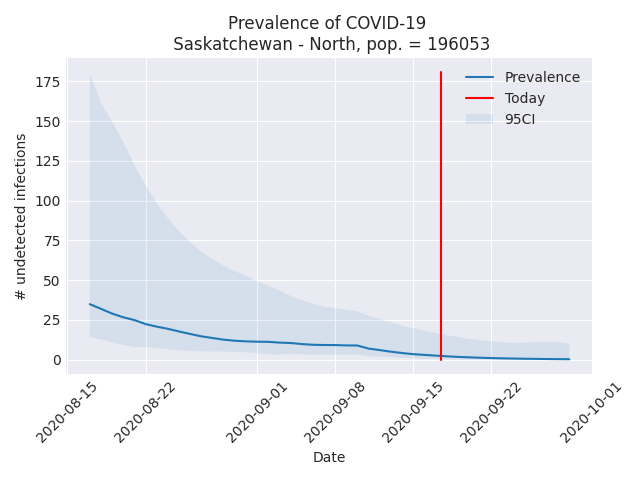 Prevalence of COVID-19
Saskatchewan - North, pop. = 196053
# undetected infections
175
150
125
100
75
50
25
0
Prevalence
Today
95CI
2020-08-15
2020-08-22
2020-09-01
2020-09-08
2020-09-15
2020-09-22
2020-10-01
Date